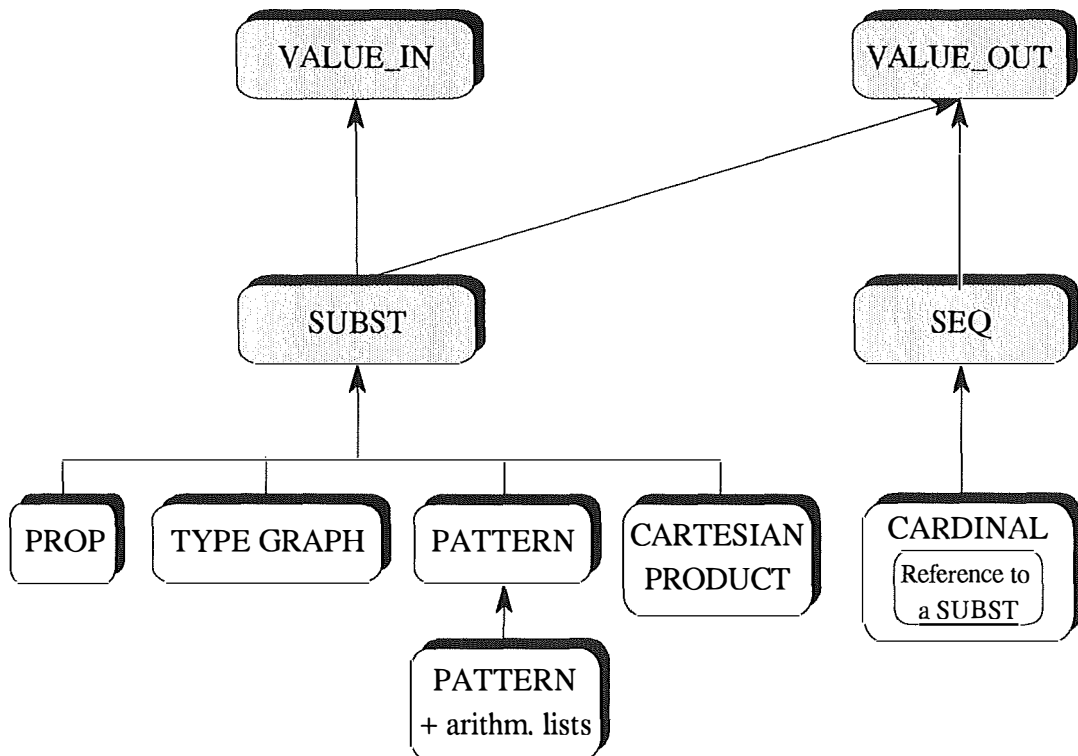 VALUE_IN
VALUE_OUT
SUBST
SEQ
PROP
TYPE GRAPH
PATTERN
CARTESIAN
PRODUCT
CARDINAL
Reference to
a SUBST
PATTERN
+ arithm. lists